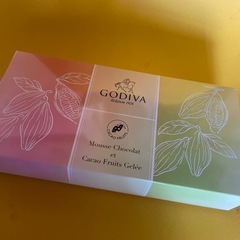 GODIVA
Mousse Chocolat
et
Cacao Fruits Gelée